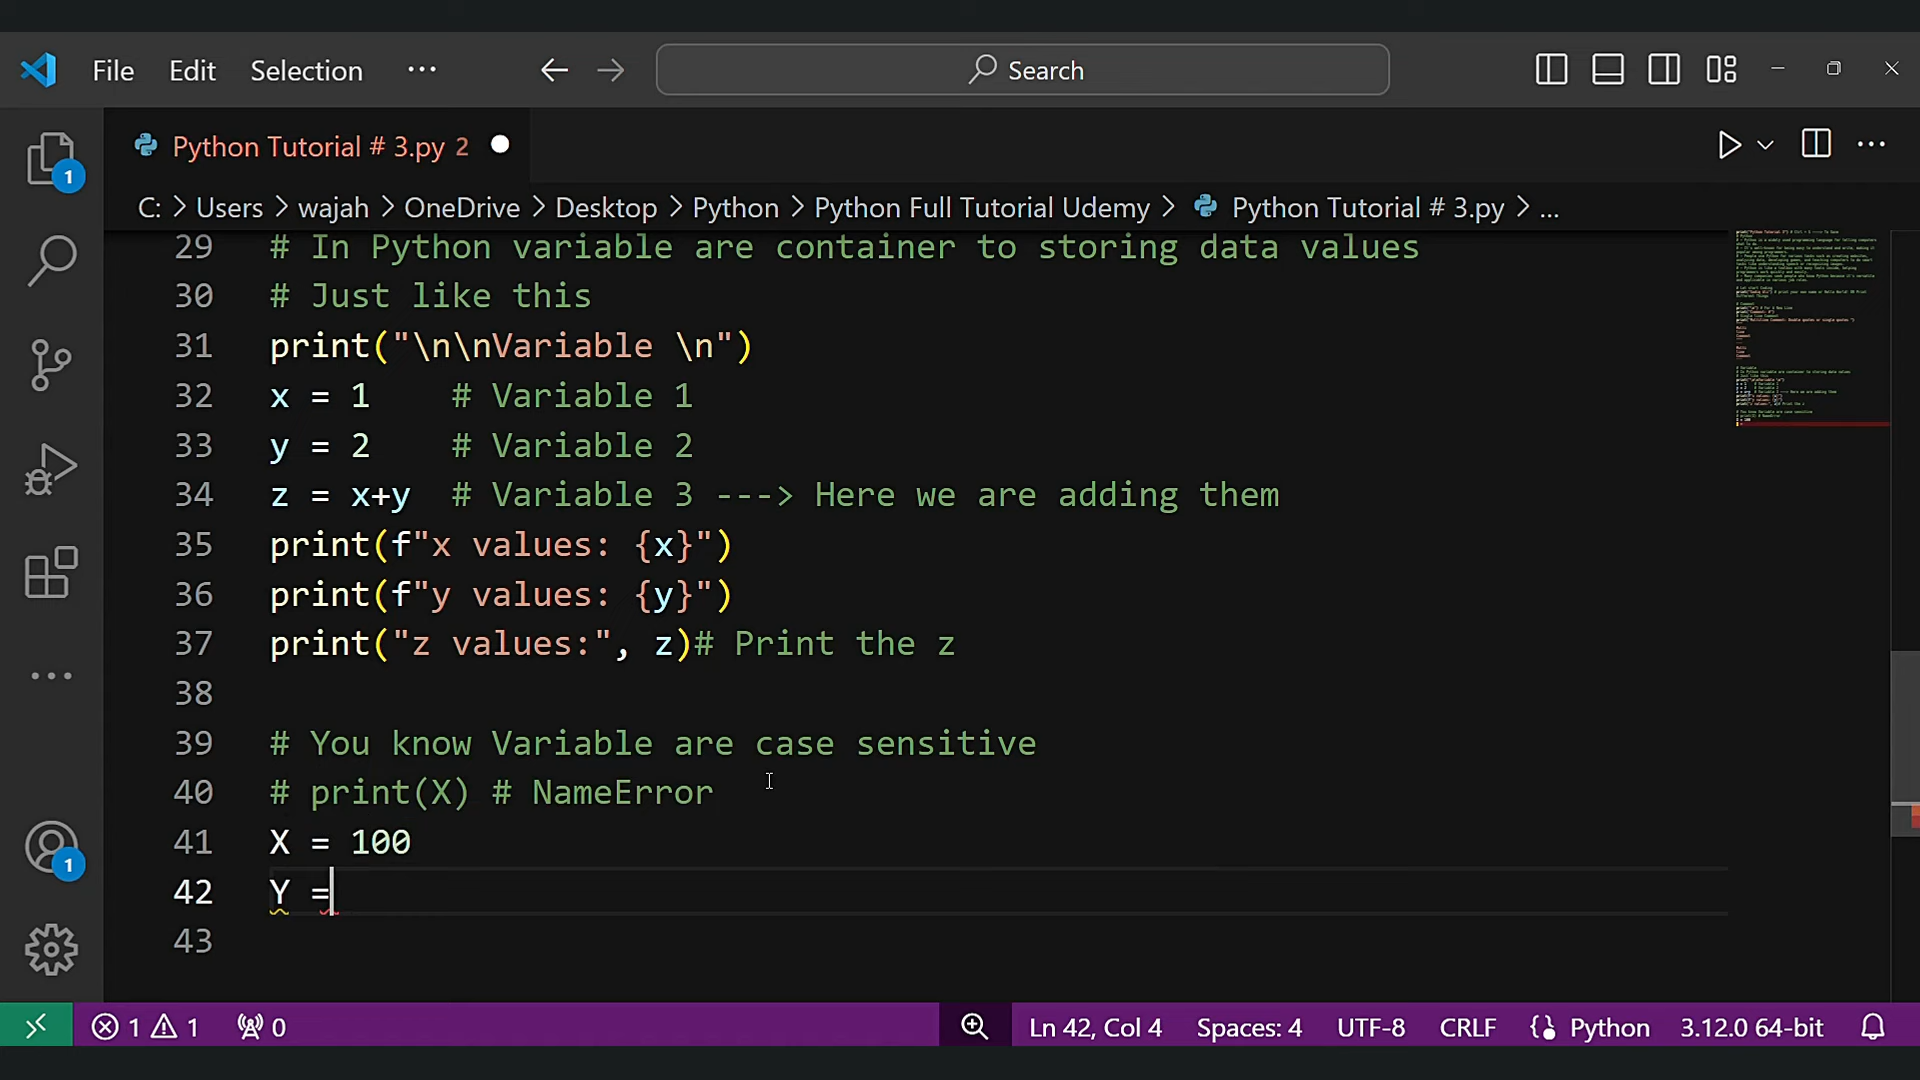 File Edit Selection ··· Search
Python Tutorial # 3.py 2
C: > Users > wajah > OneDrive > Desktop > Python > Python Full Tutorial Udemy > Python Tutorial # 3.py > ...
29 # In Python variable are container to storing data values
30 # Just like this
31 print("\n\nVariable \n")
32 x = 1    # Variable 1
33 y = 2    # Variable 2
34 z = x+y  # Variable 3 ---> Here we are adding them
35 print(f"x values: {x}")
36 print(f"y values: {y}")
37 print("z values:", z)# Print the z
38
39 # You know Variable are case sensitive
40 # print(X) # NameError
41 X = 100
42 Y =
43
1
1
1 1 0 Ln 42, Col 4 Spaces: 4 UTF-8 CRLF Python 3.12.0 64-bit